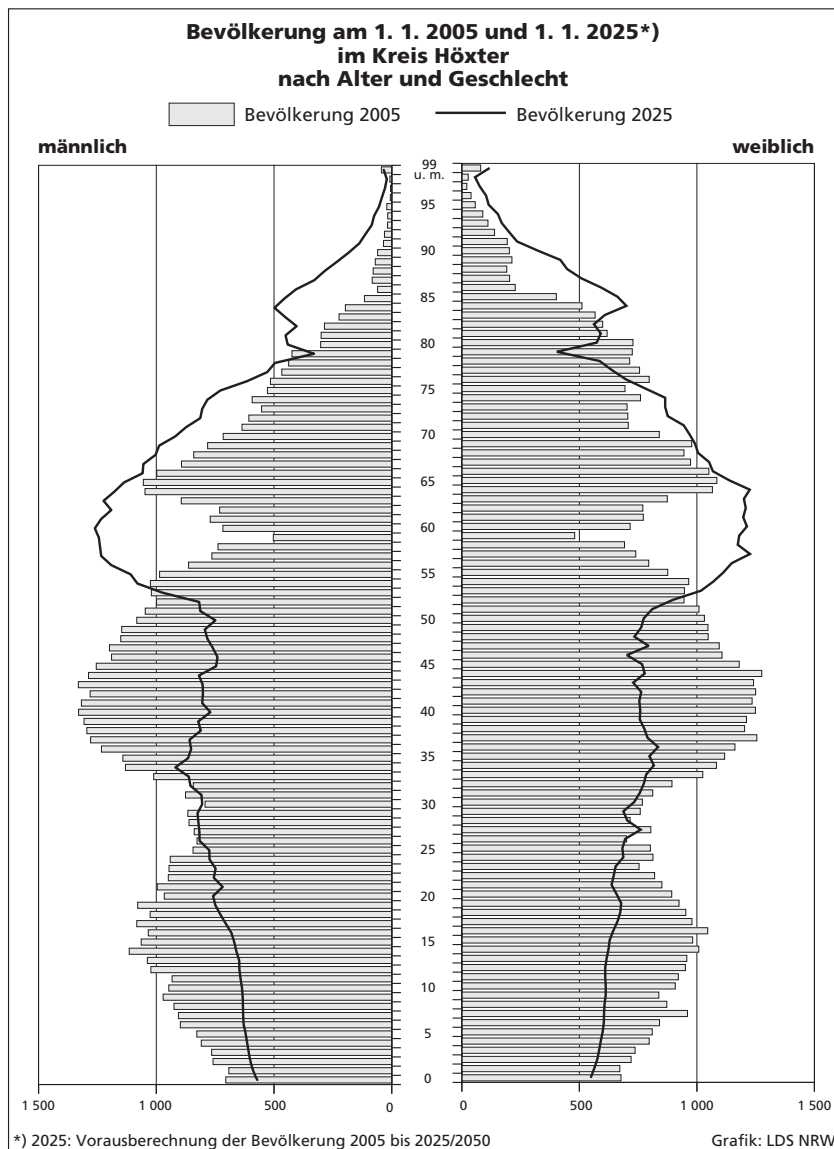 Bevölkerung am 1. 1. 2005 und 1. 1. 2025*)
im Kreis Höxter
nach Alter und Geschlecht
Bevölkerung 2005
Bevölkerung 2025
männlich
weiblich
99
u. m.
95
90
85
80
75
70
65
60
55
50
45
40
35
30
25
20
15
10
5
0
1 500
1 000
500
0
0
500
1 000
1 500
*) 2025: Vorausberechnung der Bevölkerung 2005 bis 2025/2050
Grafik: LDS NRW